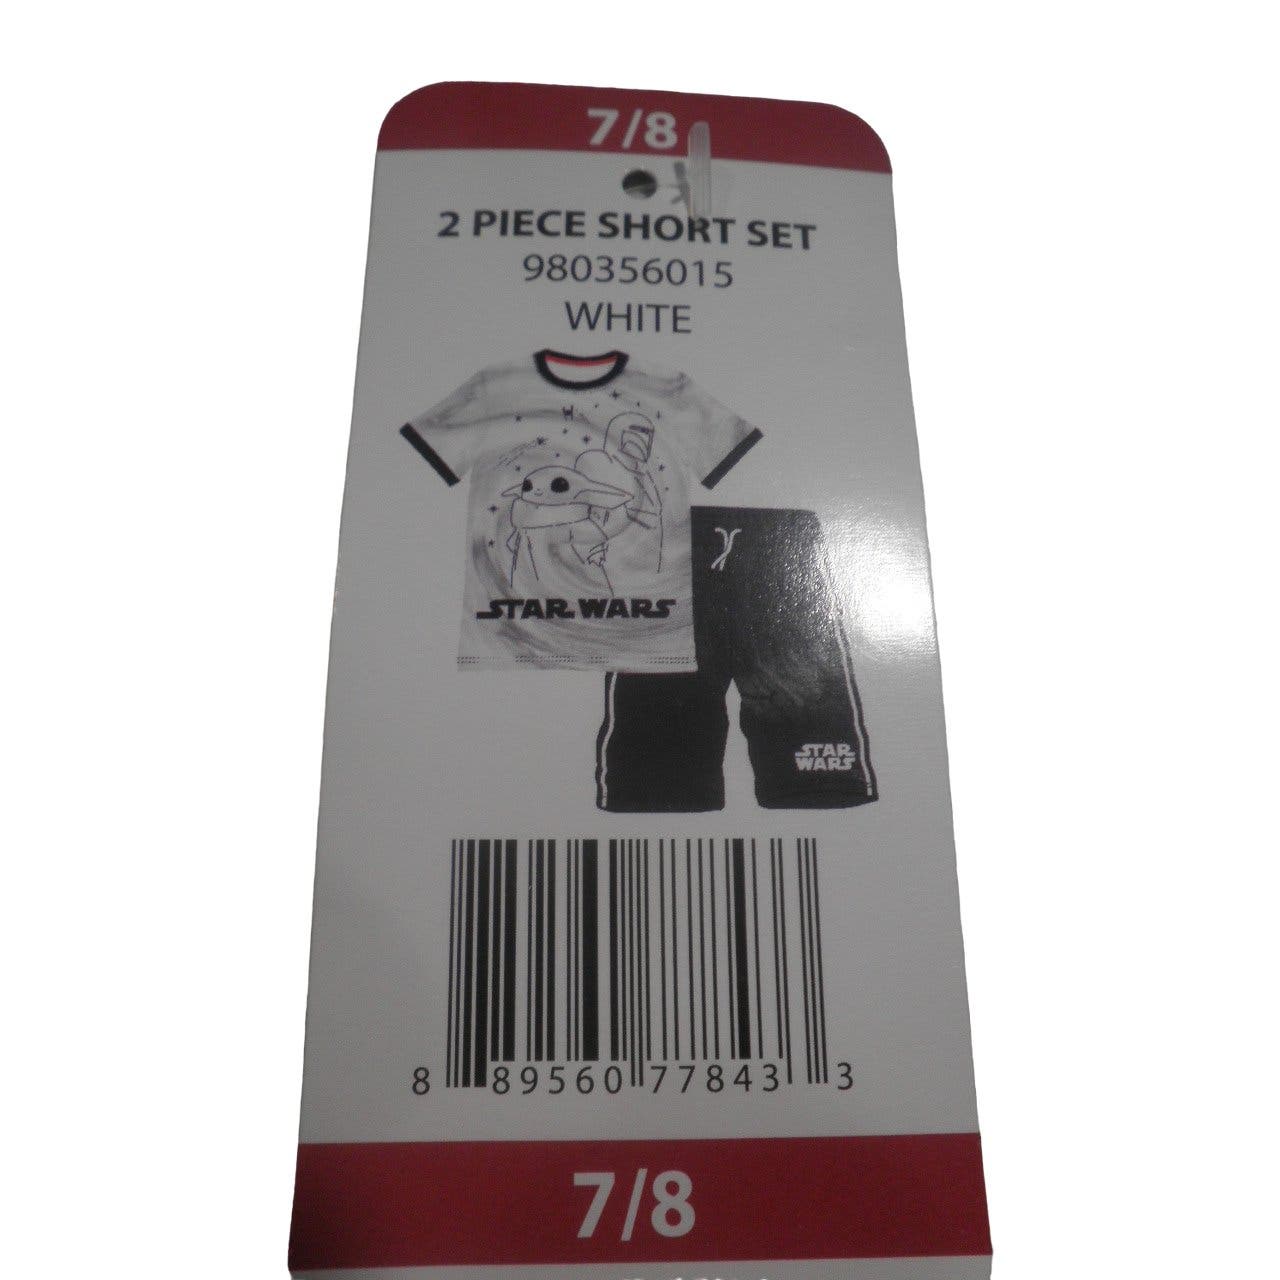 7/8
2 PIECE SHORT SET
980356015
WHITE
STAR WARS
STAR
WARS
8 89560 77843 3
7/8